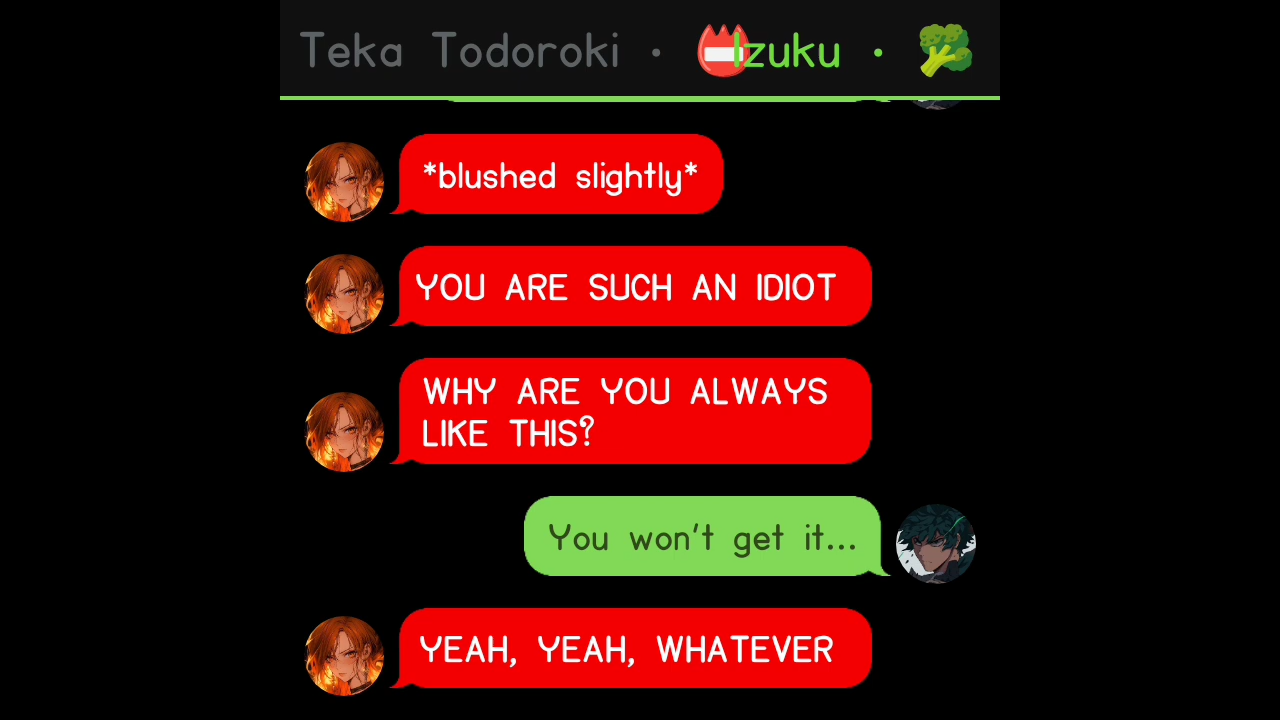 Teka Todoroki • Izuku •
*blushed slightly*
YOU ARE SUCH AN IDIOT
WHY ARE YOU ALWAYS
LIKE THIS?
You won't get it...
YEAH, YEAH, WHATEVER